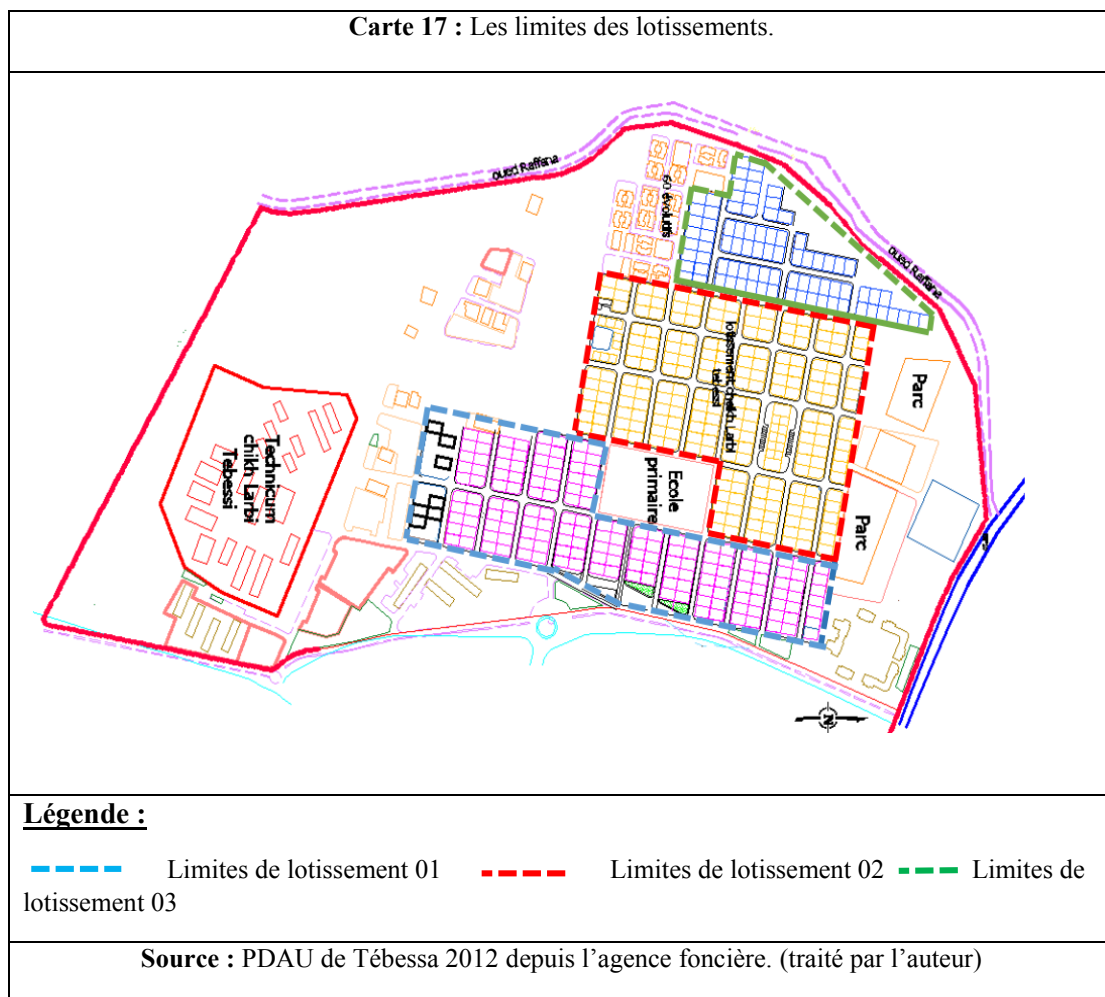 Carte 17 : Les limites des lotissements.
oued Raffana
60 évolutifs
oued Raffana
lotissment cheikh Larbi
tebessi
Parc
Technicum
chikh Larbi
Tebessi
Ecole
primaire
Parc
N
Légende :
Limites de lotissement 01 Limites de lotissement 02 Limites de
lotissement 03
Source : PDAU de Tébessa 2012 depuis l’agence foncière. (traité par l’auteur)